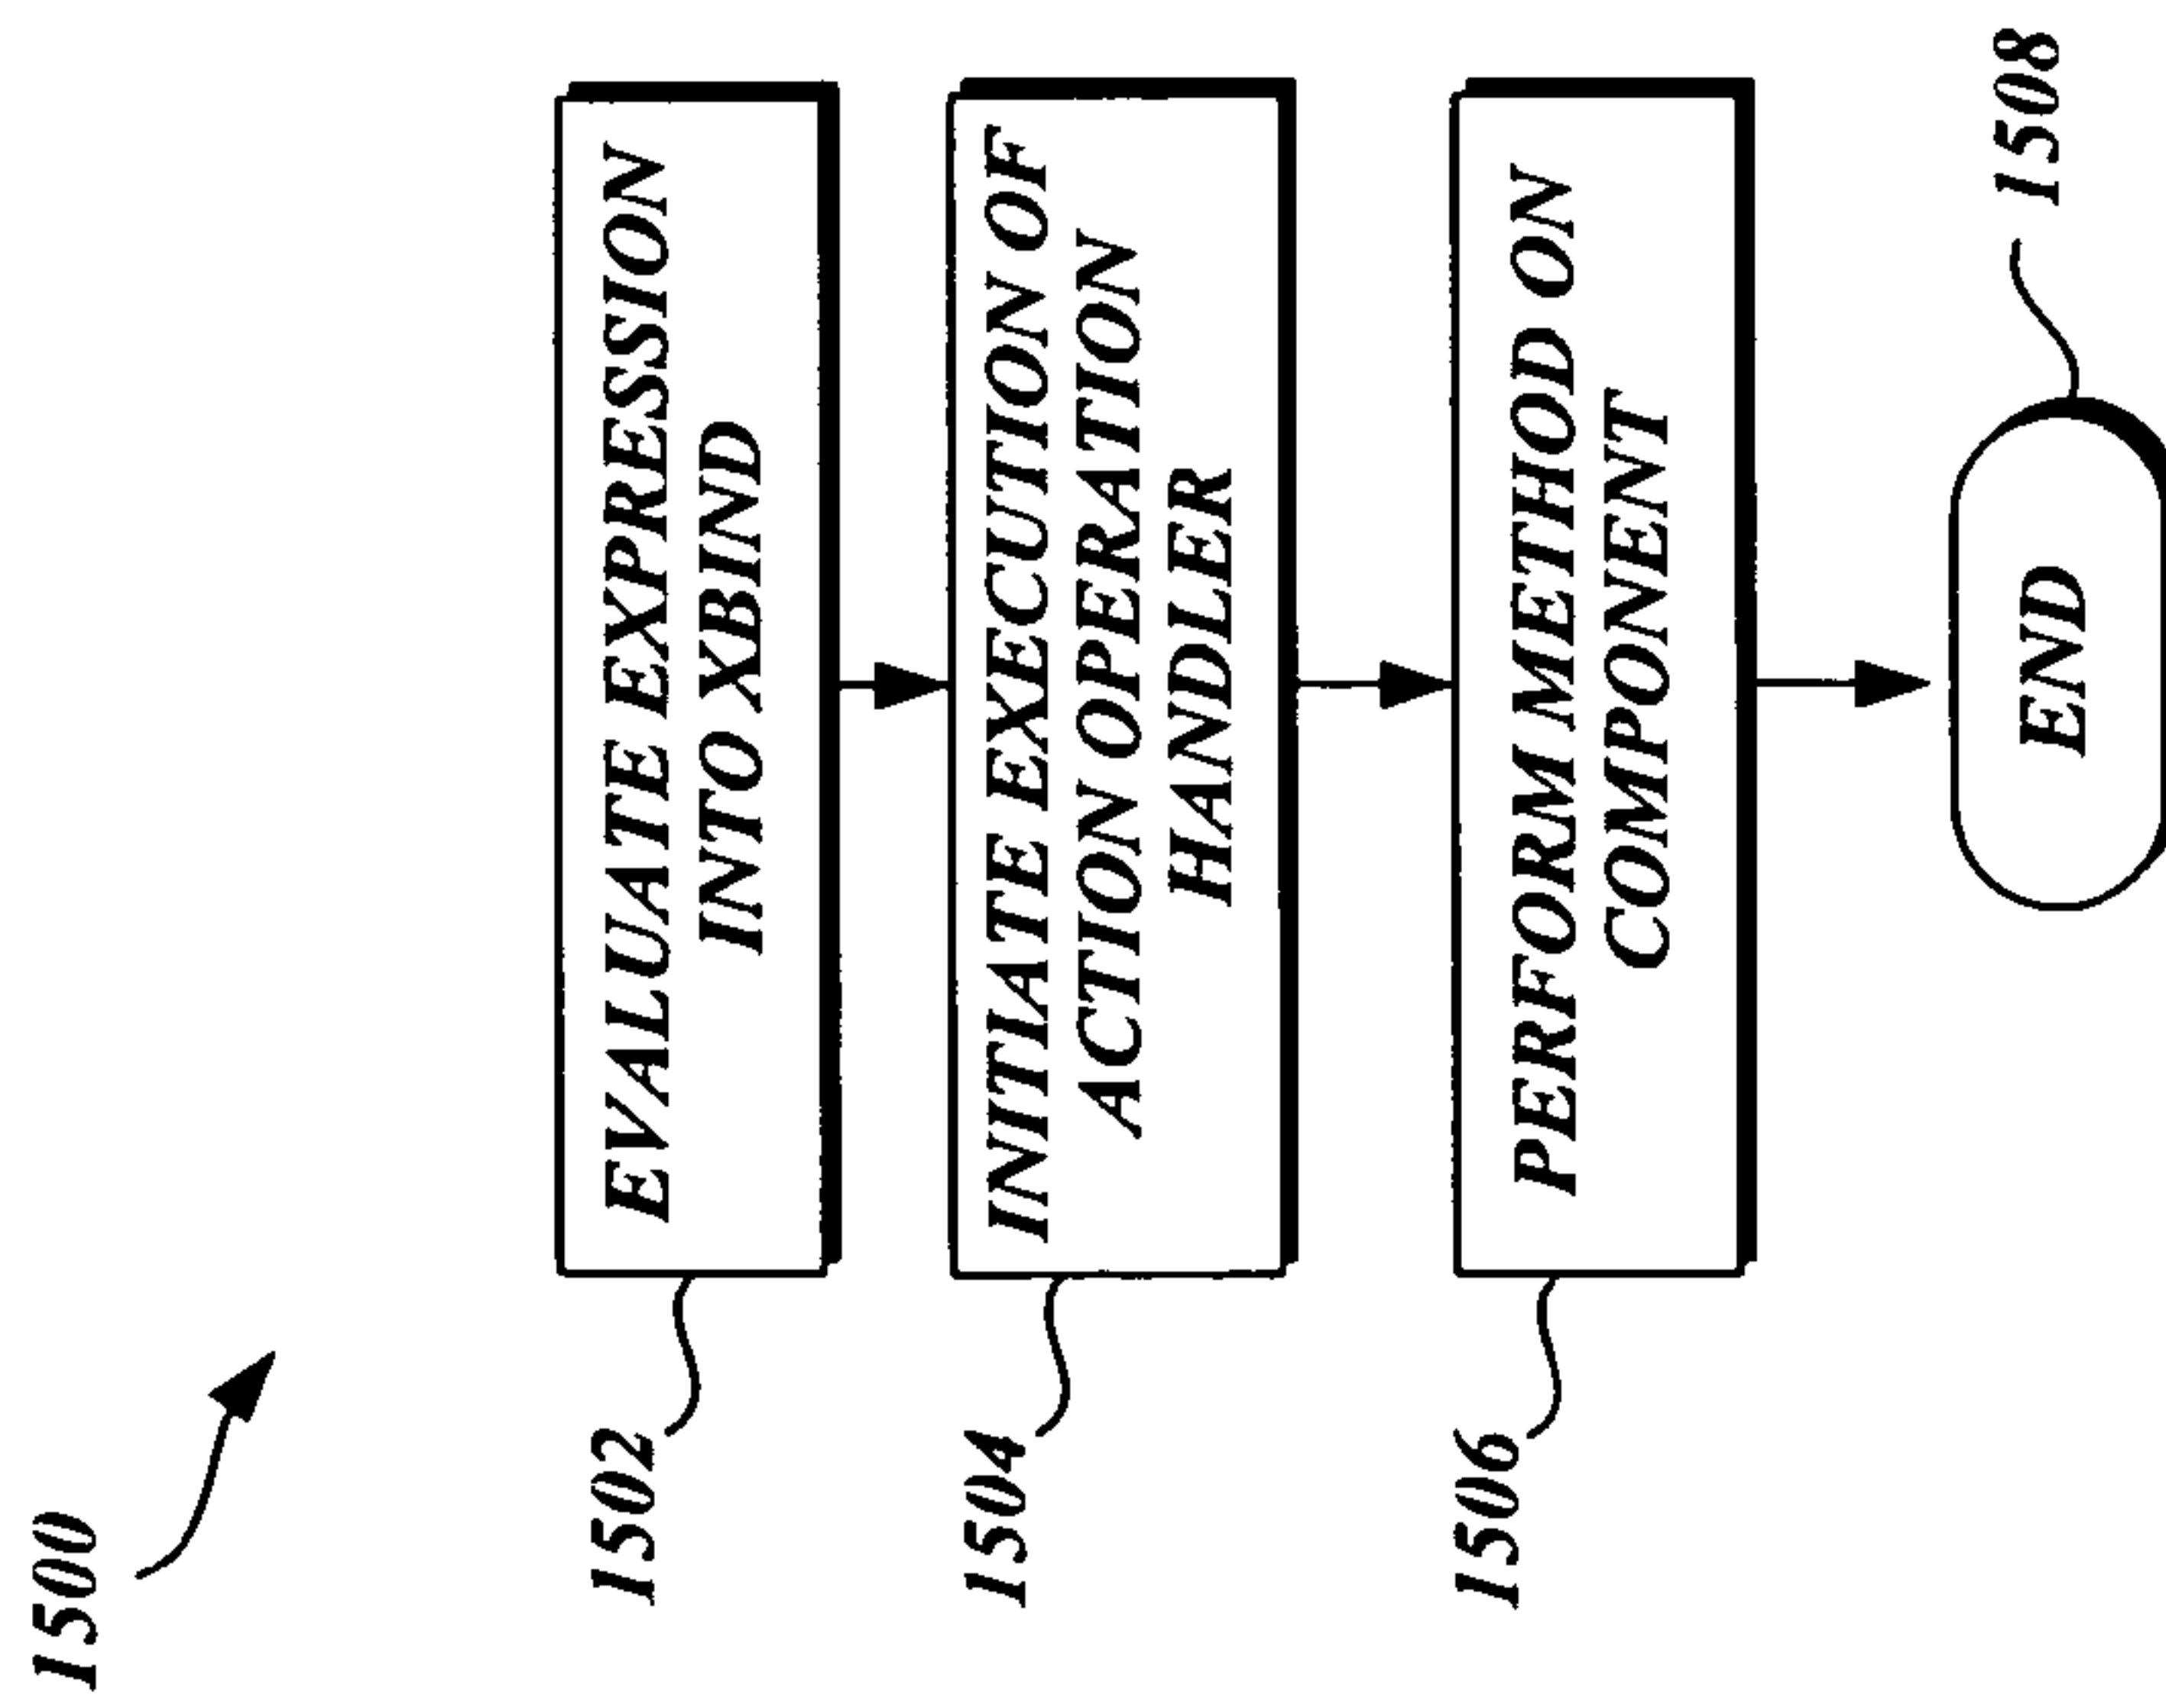 1500
1502
EVALUATE EXPRESSION
INTO XBIND
1504
INITIATE EXECUTION OF
ACTION OPERATION
HANDLER
1506
PERFORM METHOD ON
COMPONENT
END
1508